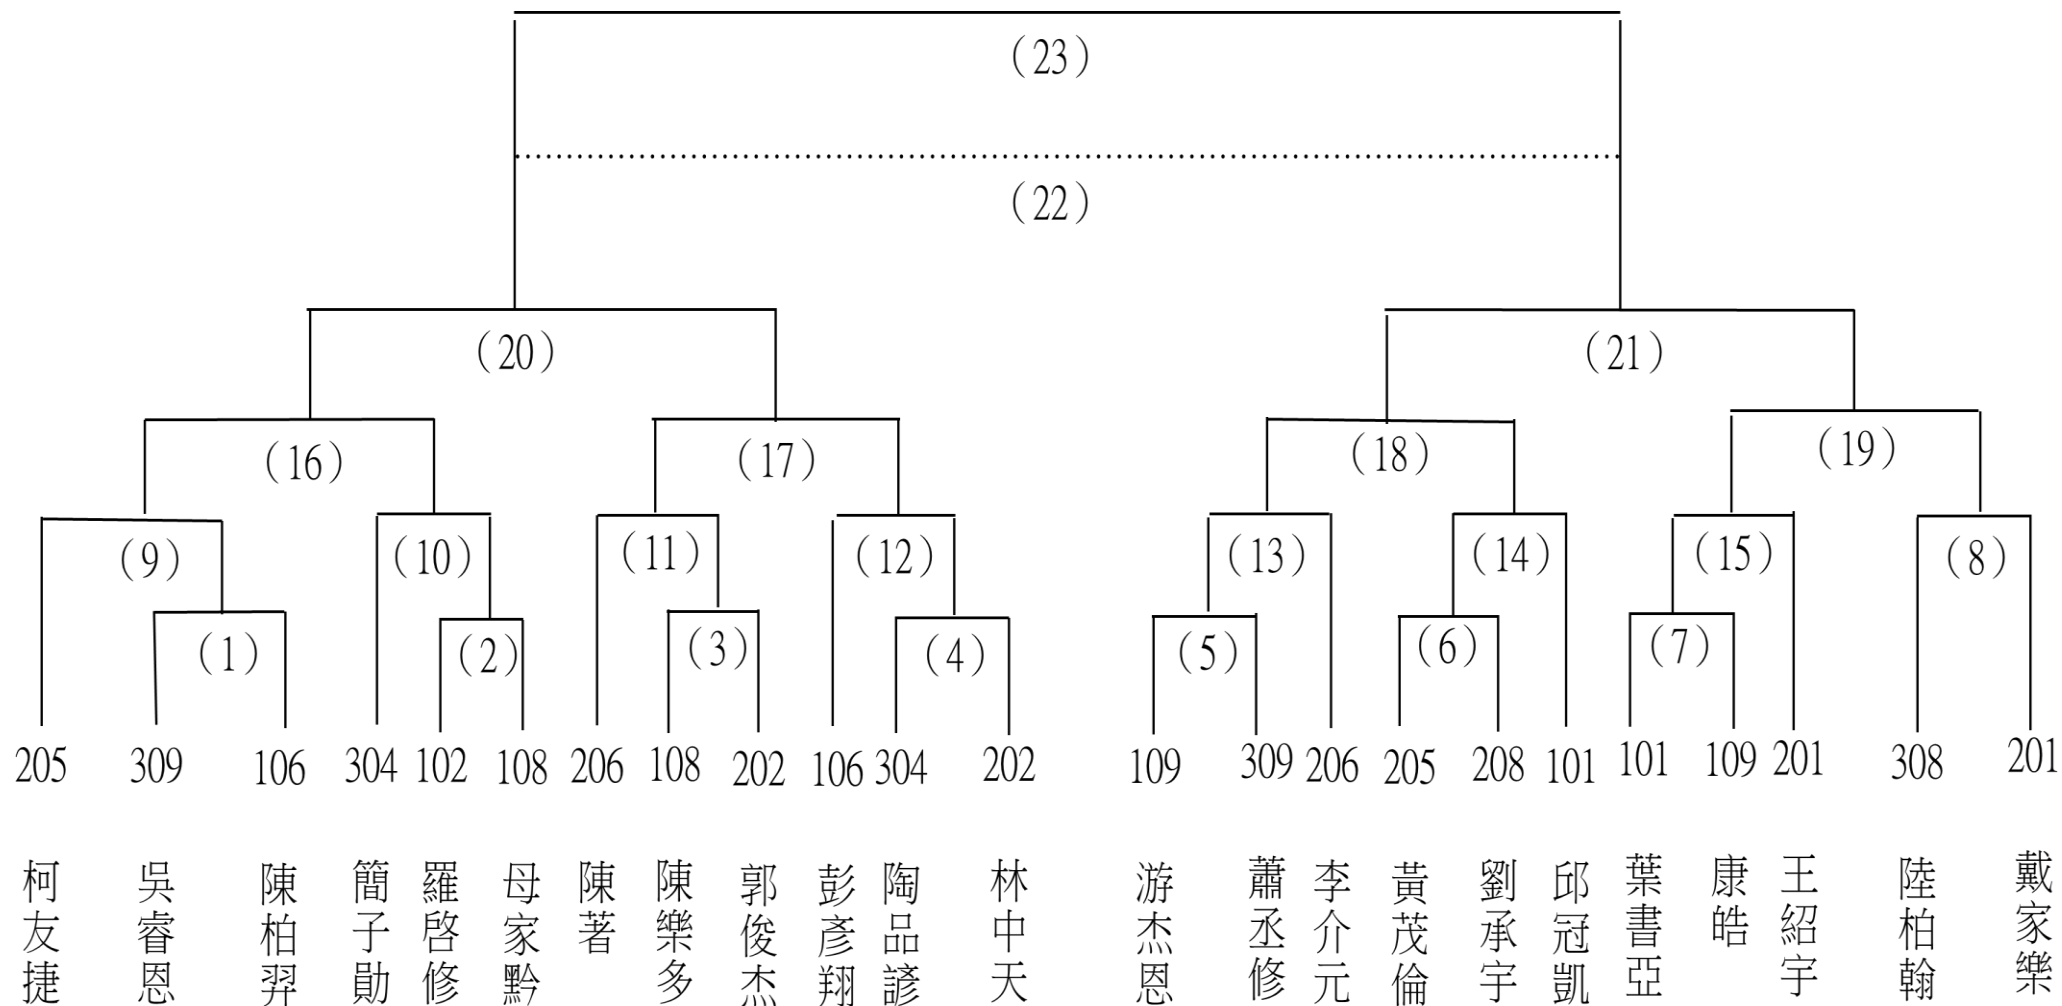 (23)
(22)
(20)
(21)
(16)
(17)
(18)
(19)
(9)
(10)
(11)
(12)
(13)
(14)
(15)
(8)
(1)
(2)
(3)
(4)
(5)
(6)
(7)
205 309 106 304 102 108 206 108 202 106 304 202 109 309 206 205 208 101 101 109 201 308 201
柯友捷
吳睿恩
陳柏羿
簡子勛
羅啓修
母家黔
陳著
陳樂多
郭俊杰
彭彥翔
陶品諺
林中天
游杰恩
蕭丞修
李介元
黃茂倫
劉承宇
邱冠凱
葉書亞
康皓
王紹宇
陸柏翰
戴家樂